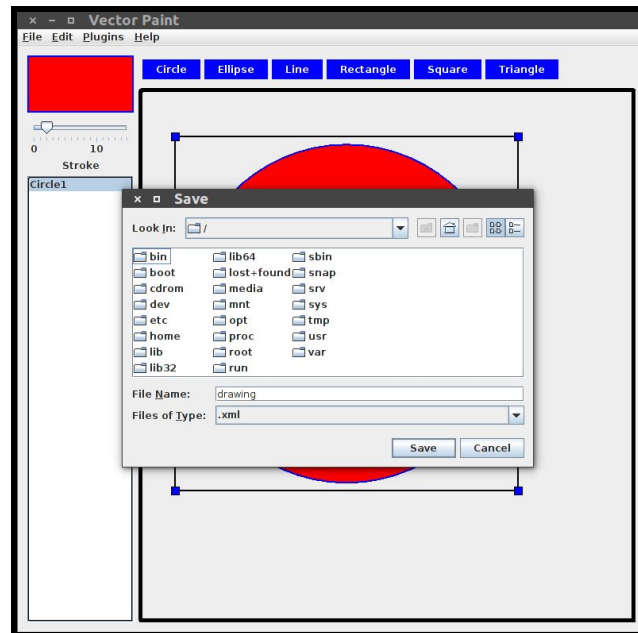 Vector Paint
File Edit Plugins Help
Circle Ellipse Line Rectangle Square Triangle
0 10
Stroke
Circle1
Save
Look In: /
bin lib64 sbin
boot lost+found snap
cdrom media srv
dev mnt sys
etc opt tmp
home proc usr
lib root var
lib32 run
File Name: drawing
Files of Type: .xml
Save Cancel